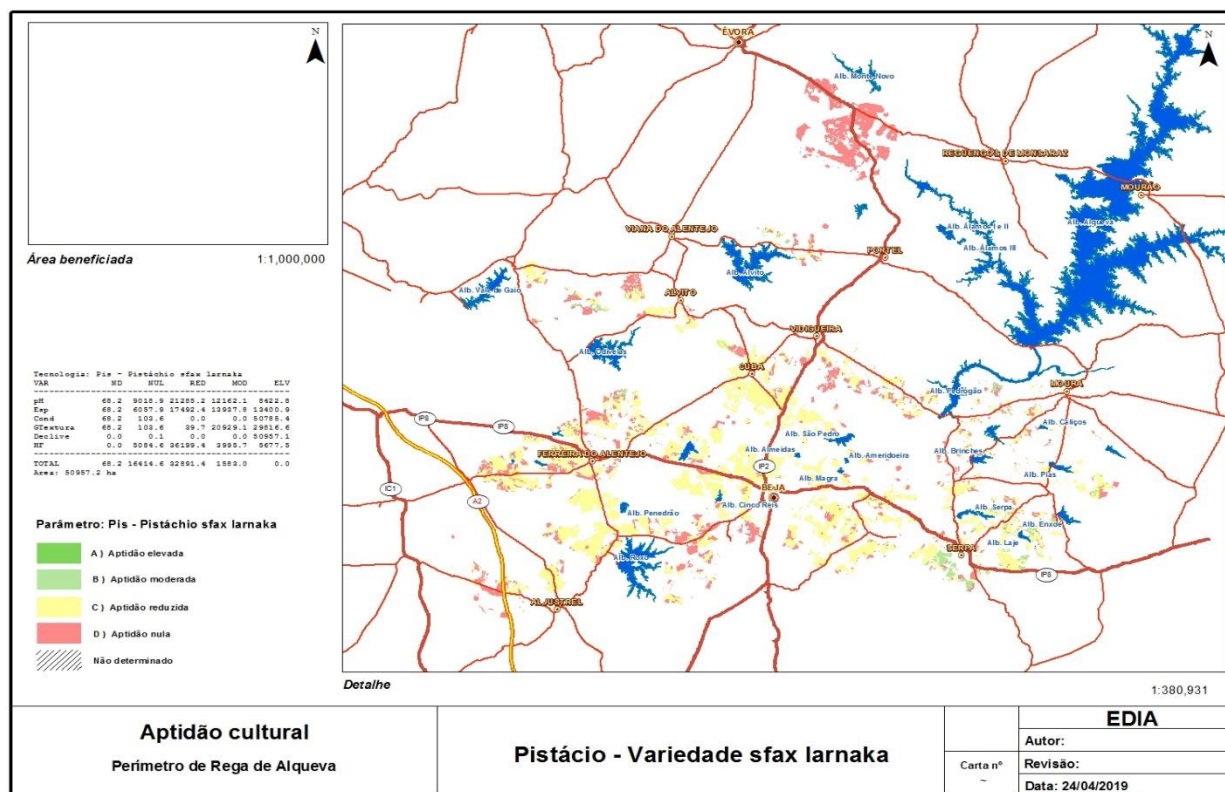 N
Área beneficiada
1:1,000,000
Tecnologia: Pis - Pistáchio sfax larnaka
VAR ND NUL RED MOD ELV
pH 68.2 9018.9 21285.2 12162.1 8422.8
Esp 68.2 6057.9 17492.4 13937.8 13400.9
Cond 68.2 103.6 0.0 0.0 50785.4
GTextura 68.2 103.6 39.7 20929.1 29816.6
Declive 0.0 0.1 0.0 0.0 50957.1
HF 0.0 5084.6 36199.4 3995.7 5677.5
TOTAL 68.2 16414.6 32891.4 1583.0 0.0
Area: 50957.2 ha
Parâmetro: Pis - Pistáchio sfax larnaka
A ) Aptidão elevada
B ) Aptidão moderada
C ) Aptidão reduzida
D ) Aptidão nula
Não determinado
N
ÉVORA
Alb. Monte Novo
REGUENGOS DE MONSARAZ
MOURÃO
Alb. Alqueva
Alb. Álamos I e II
Alb. Álamos III
VIANA DO ALENTEJO
PORTEL
Alb. Alvito
Alb. Vale de Gaio
ALVITO
VIDIGUEIRA
Alb. Odivelas
CUBA
Alb. Pedrógão
MOURA
IP8
IP8
FERREIRA DO ALENTEJO
Alb. São Pedro
Alb. Caliços
Alb. Almeidas
Alb. Amendoeira
Alb. Brinches
IP2
Alb. Magra
Alb. Pias
IC1
A2
BEJA
Alb. Cinco Reis
Alb. Penedrão
Alb. Serpa
Alb. Enxoé
Alb. Laje
Alb. Roxo
SERPA
IP8
ALJUSTREL
Detalhe
1:380,931
Aptidão cultural
Perímetro de Rega de Alqueva
Pistácio - Variedade sfax larnaka
Carta nº
~
EDIA
Autor:
Revisão:
Data: 24/04/2019